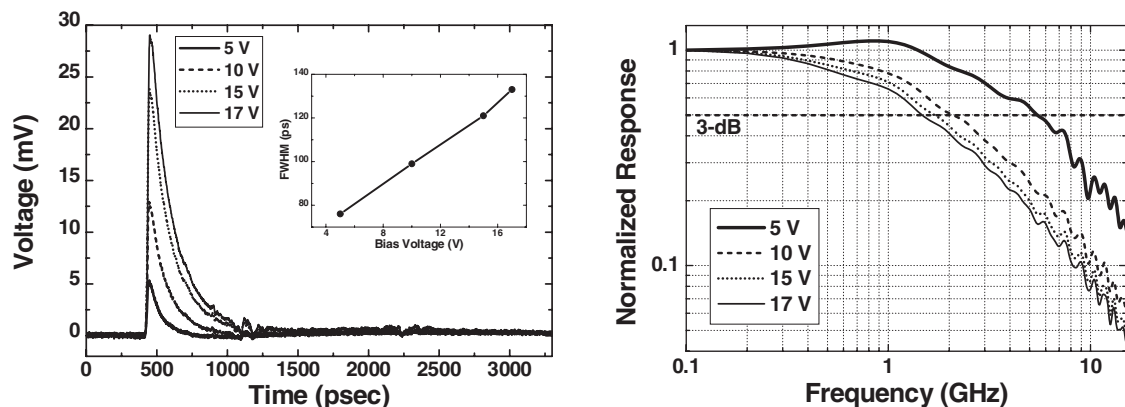 30
25
20
15
10
5
0
Voltage (mV)
5 V
10 V
15 V
17 V
140
120
100
80
FWHM (ps)
4 8 12 16
Bias Voltage (V)
0 500 1000 1500 2000 2500 3000
Time (psec)
1
0.1
Normalized Response
3-dB
5 V
10 V
15 V
17 V
0.1 1 10
Frequency (GHz)